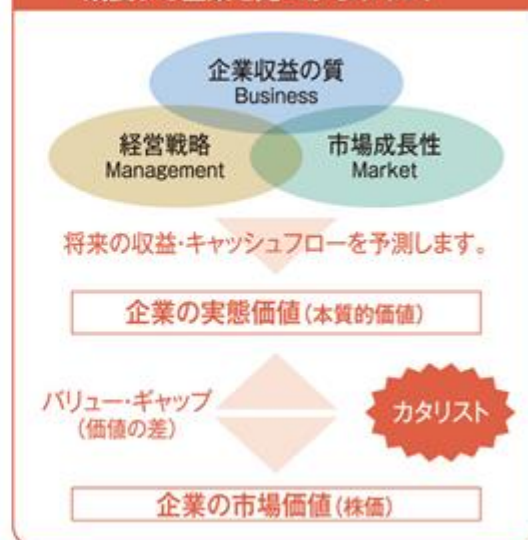 企業収益の質
Business
経営戦略
Management
市場成長性
Market
将来の収益・キャッシュフローを予測します。
企業の実態価値(本質的価値)
バリュー・ギャップ
(価値の差)
カタリスト
企業の市場価値(株価)